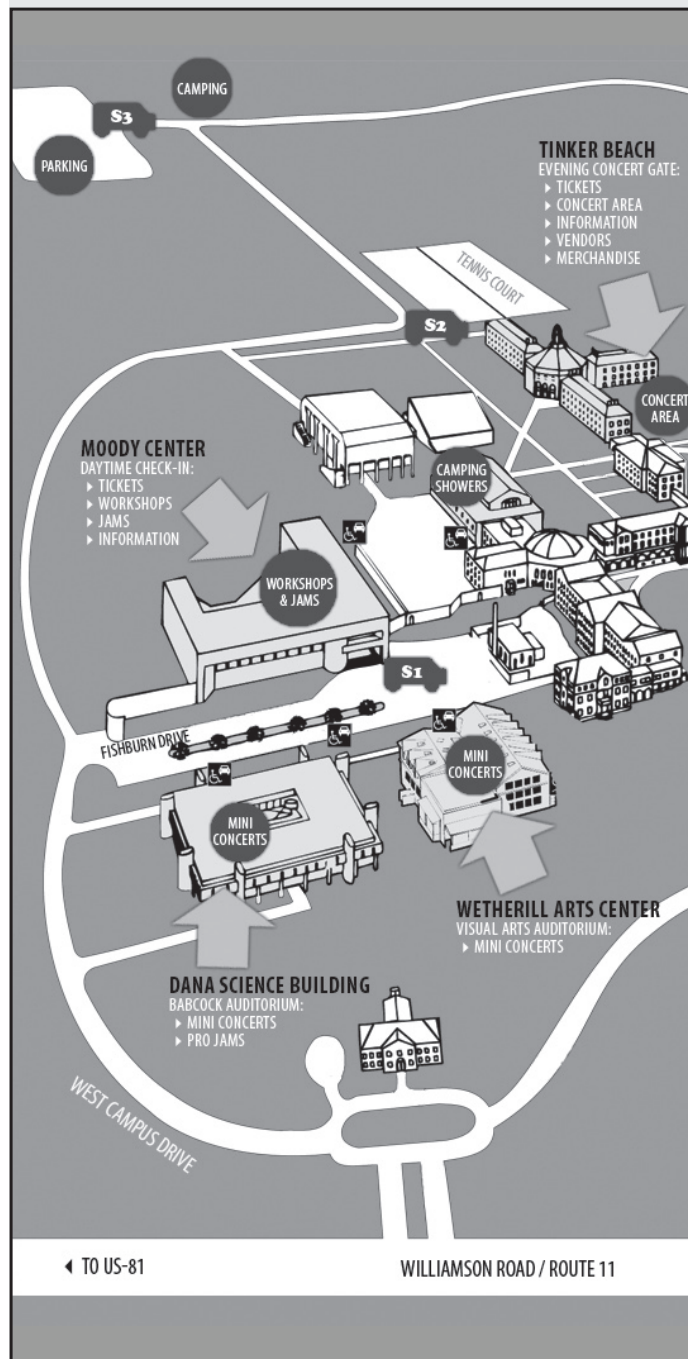 CAMPING
S3
PARKING
TINKER BEACH
EVENING CONCERT GATE:
TICKETS
CONCERT AREA
INFORMATION
VENDORS
MERCHANDISE
TENNIS COURT
S2
CONCERT
AREA
MOODY CENTER
DAYTIME CHECK-IN:
TICKETS
WORKSHOPS
JAMS
INFORMATION
CAMPING
SHOWERS
WORKSHOPS
& JAMS
S1
FISHBURN DRIVE
MINI
CONCERTS
MINI
CONCERTS
WETHERILL ARTS CENTER
VISUAL ARTS AUDITORIUM:
MINI CONCERTS
DANA SCIENCE BUILDING
BABCOCK AUDITORIUM:
MINI CONCERTS
PRO JAMS
WEST CAMPUS DRIVE
TO US-81
WILLIAMSON ROAD / ROUTE 11